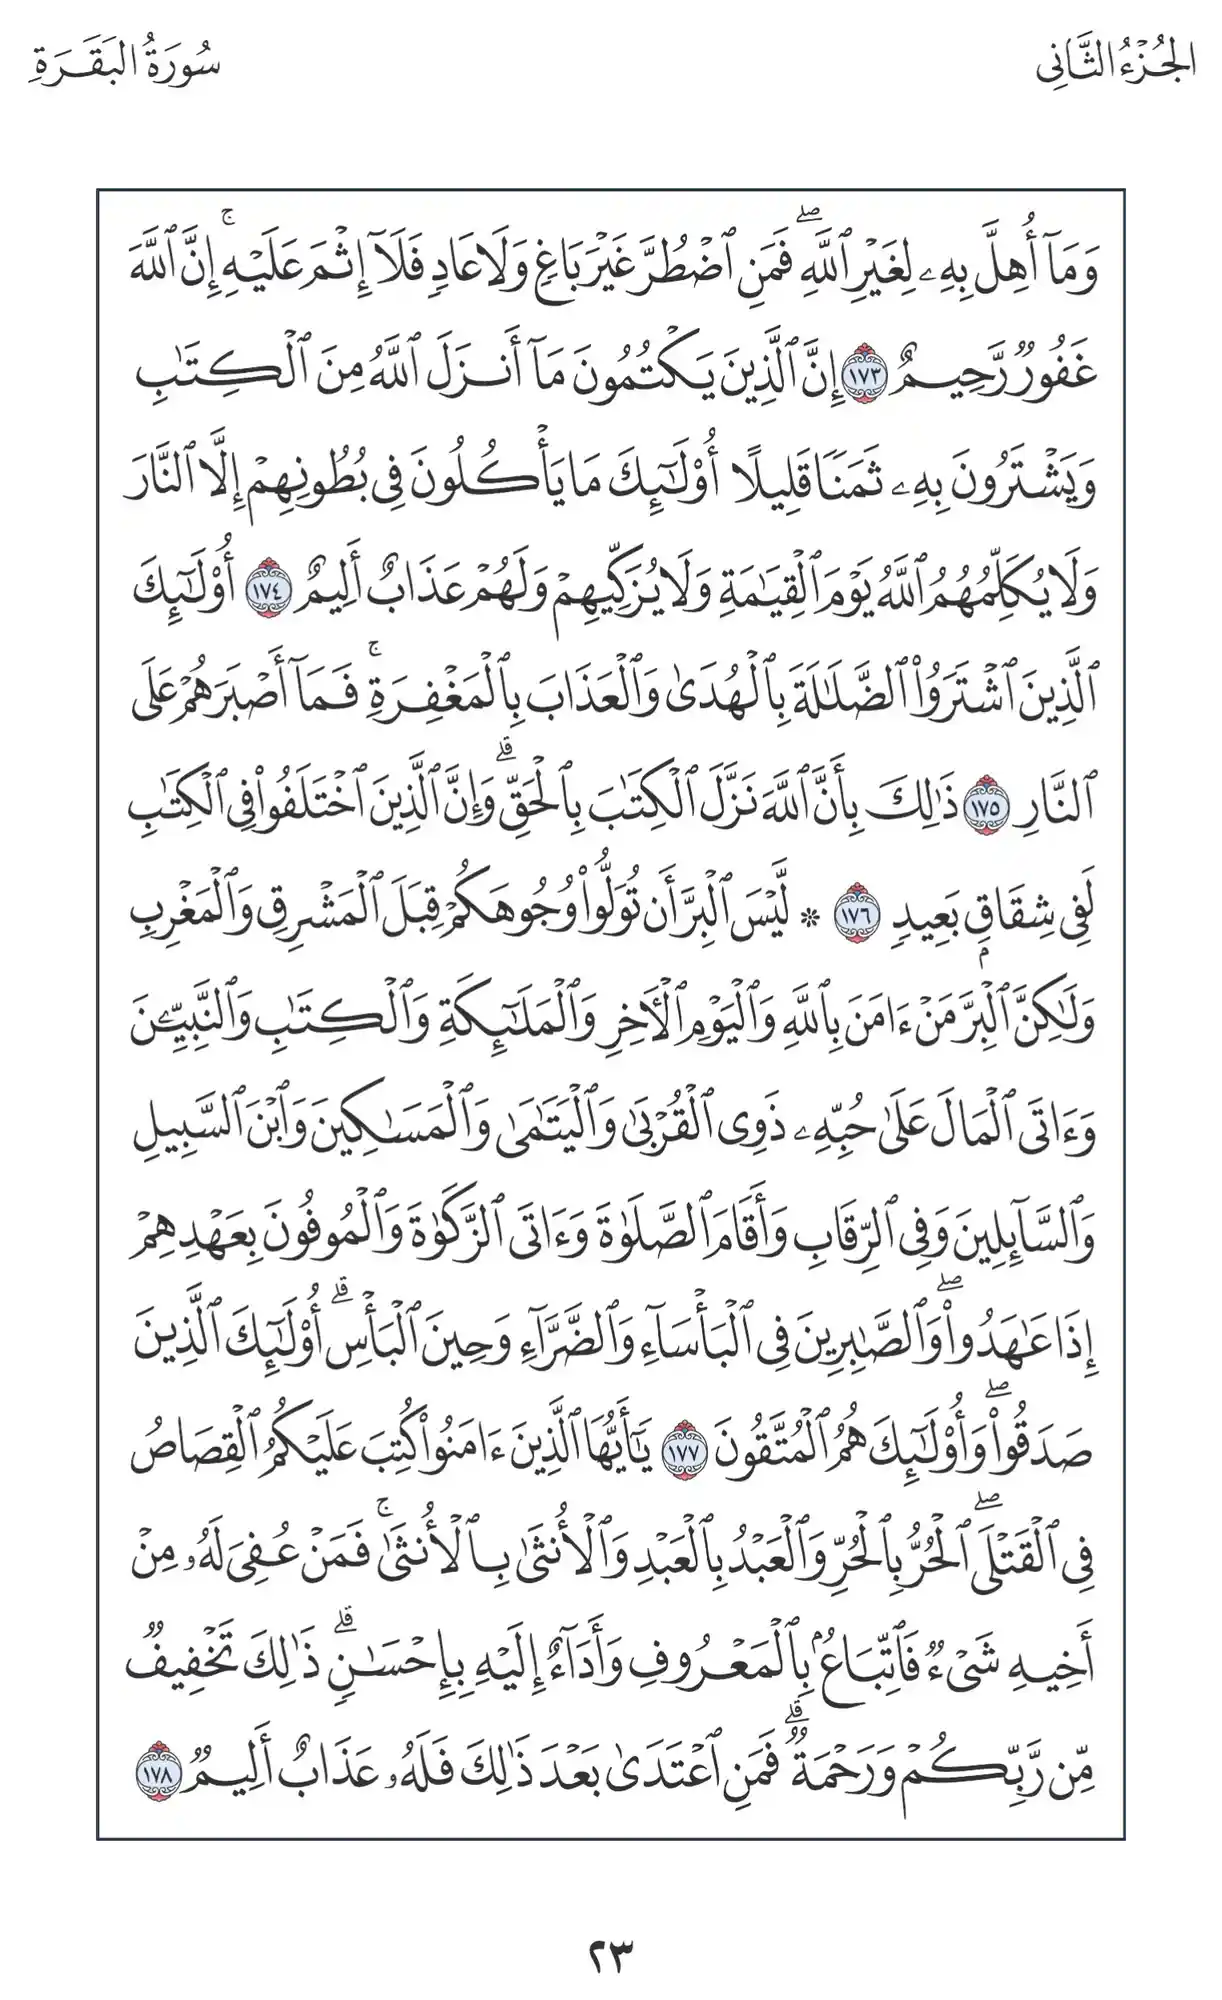 الجُزْءُ الثَّانِى
سُورَةُ البَقَرَةِ
وَمَآ أُهِلَّ بِهِۦ لِغَيْرِ ٱللَّهِۖ فَمَنِ ٱضْطُرَّ غَيْرَ بَاغٖ وَلَا عَادٖ فَلَآ إِثْمَ عَلَيْهِۚ إِنَّ ٱللَّهَ
غَفُورٞ رَّحِيمٌ ١٧٣ إِنَّ ٱلَّذِينَ يَكْتُمُونَ مَآ أَنزَلَ ٱللَّهُ مِنَ ٱلْكِتَٰبِ
وَيَشْتَرُونَ بِهِۦ ثَمَنٗا قَلِيلًا أُوْلَٰٓئِكَ مَا يَأْكُلُونَ فِى بُطُونِهِمْ إِلَّا ٱلنَّارَ
وَلَا يُكَلِّمُهُمُ ٱللَّهُ يَوْمَ ٱلْقِيَٰمَةِ وَلَا يُزَكِّيهِمْ وَلَهُمْ عَذَابٌ أَلِيمٌ ١٧٤ أُوْلَٰٓئِكَ
ٱلَّذِينَ ٱشْتَرَوُاْ ٱلضَّلَٰلَةَ بِٱلْهُدَىٰ وَٱلْعَذَابَ بِٱلْمَغْفِرَةِۚ فَمَآ أَصْبَرَهُمْ عَلَى
ٱلنَّارِ ١٧٥ ذَٰلِكَ بِأَنَّ ٱللَّهَ نَزَّلَ ٱلْكِتَٰبَ بِٱلْحَقِّۗ وَإِنَّ ٱلَّذِينَ ٱخْتَلَفُواْ فِى ٱلْكِتَٰبِ
لَفِى شِقَاقِۭ بَعِيدٖ ١٧٦ ۞ لَّيْسَ ٱلْبِرَّ أَن تُوَلُّواْ وُجُوهَكُمْ قِبَلَ ٱلْمَشْرِقِ وَٱلْمَغْرِبِ
وَلَٰكِنَّ ٱلْبِرَّ مَنْ ءَامَنَ بِٱللَّهِ وَٱلْيَوْمِ ٱلْأٓخِرِ وَٱلْمَلَٰٓئِكَةِ وَٱلْكِتَٰبِ وَٱلنَّبِيِّـۧنَ
وَءَاتَى ٱلْمَالَ عَلَىٰ حُبِّهِۦ ذَوِى ٱلْقُرْبَىٰ وَٱلْيَتَٰمَىٰ وَٱلْمَسَٰكِينَ وَٱبْنَ ٱلسَّبِيلِ
وَٱلسَّآئِلِينَ وَفِى ٱلرِّقَابِ وَأَقَامَ ٱلصَّلَوٰةَ وَءَاتَى ٱلزَّكَوٰةَ وَٱلْمُوفُونَ بِعَهْدِهِمْ
إِذَا عَٰهَدُواْۖ وَٱلصَّٰبِرِينَ فِى ٱلْبَأْسَآءِ وَٱلضَّرَّآءِ وَحِينَ ٱلْبَأْسِۗ أُوْلَٰٓئِكَ ٱلَّذِينَ
صَدَقُواْۖ وَأُوْلَٰٓئِكَ هُمُ ٱلْمُتَّقُونَ ١٧٧ يَٰٓأَيُّهَا ٱلَّذِينَ ءَامَنُواْ كُتِبَ عَلَيْكُمُ ٱلْقِصَاصُ
فِى ٱلْقَتْلَىۖ ٱلْحُرُّ بِٱلْحُرِّ وَٱلْعَبْدُ بِٱلْعَبْدِ وَٱلْأُنثَىٰ بِٱلْأُنثَىٰۚ فَمَنْ عُفِىَ لَهُۥ مِنْ
أَخِيهِ شَىْءٞ فَٱتِّبَاعُۢ بِٱلْمَعْرُوفِ وَأَدَآءٌ إِلَيْهِ بِإِحْسَٰنٖۗ ذَٰلِكَ تَخْفِيفٞ
مِّن رَّبِّكُمْ وَرَحْمَةٞۗ فَمَنِ ٱعْتَدَىٰ بَعْدَ ذَٰلِكَ فَلَهُۥ عَذَابٌ أَلِيمٞ ١٧٨
٢٣